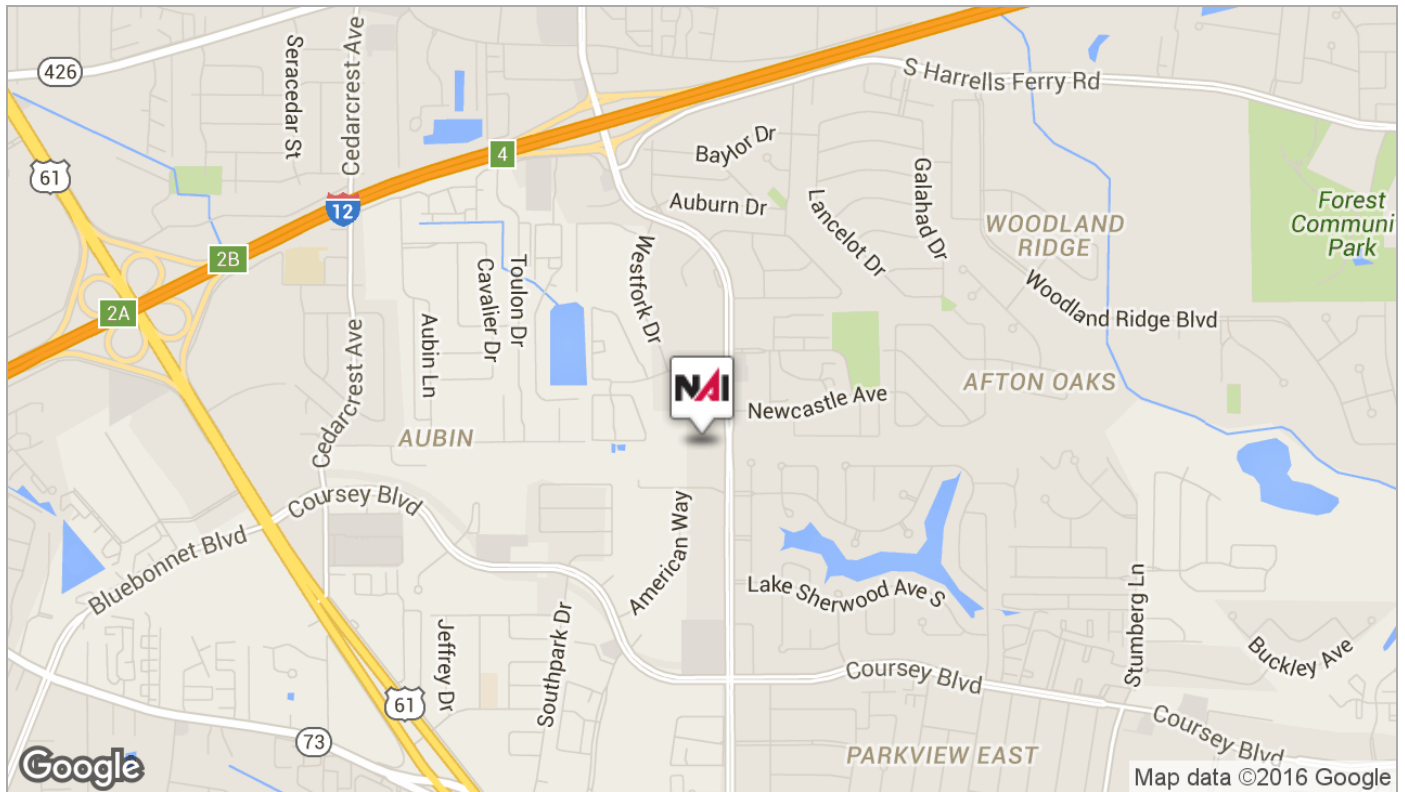 426
Seracedar St
Cedarcrest Ave
S Harrells Ferry Rd
61
4
Baylor Dr
Auburn Dr
Lancelot Dr
Galahad Dr
WOODLAND
RIDGE
Forest
Communi
Park
12
2B
2A
Westfork Dr
Toulon Dr
Cavalier Dr
Aubin Ln
Cedarcrest Ave
Woodland Ridge Blvd
NAI
Newcastle Ave
AFTON OAKS
AUBIN
Coursey Blvd
Bluebonnet Blvd
American Way
Lake Sherwood Ave S
Stumberg Ln
Buckley Ave
Jeffrey Dr
Southpark Dr
61
73
Coursey Blvd
Coursey Blvd
PARKVIEW EAST
Google
Map data ©2016 Google